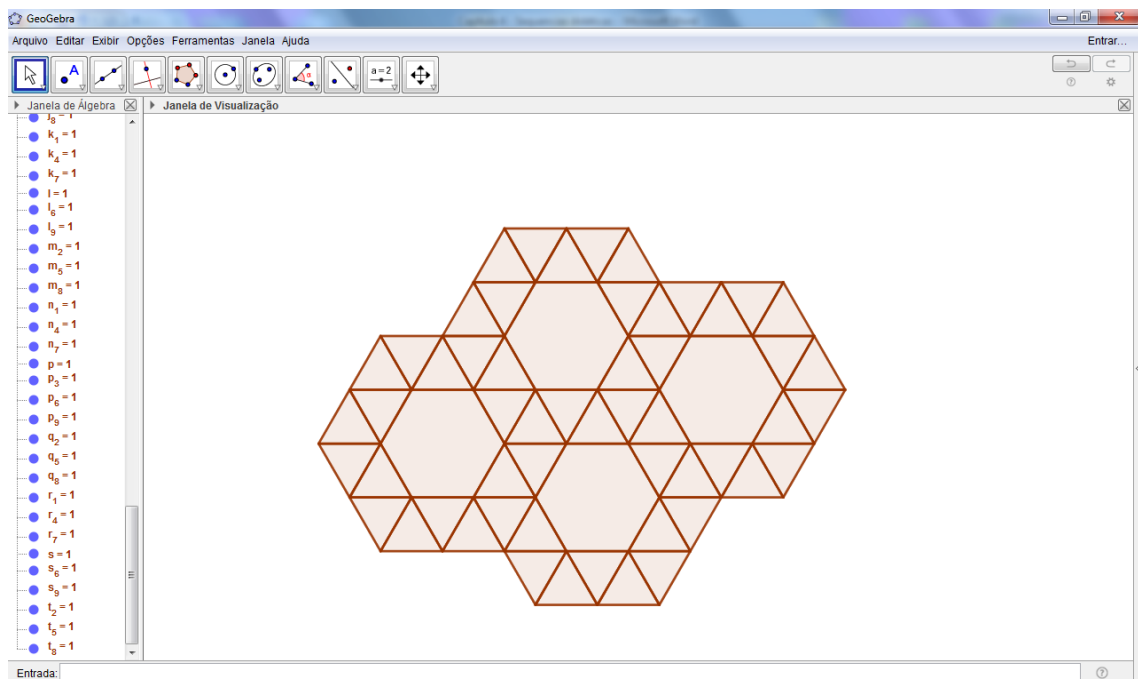 GeoGebra
Arquivo Editar Exibir Opções Ferramentas Janela Ajuda
Entrar...
A
α
a=2
Janela de Álgebra
Janela de Visualização
j₈ = 1
k₁ = 1
k₄ = 1
k₇ = 1
l = 1
l₆ = 1
l₉ = 1
m₂ = 1
m₅ = 1
m₈ = 1
n₁ = 1
n₄ = 1
n₇ = 1
p = 1
p₃ = 1
p₆ = 1
p₉ = 1
q₂ = 1
q₅ = 1
q₈ = 1
r₁ = 1
r₄ = 1
r₇ = 1
s = 1
s₆ = 1
s₉ = 1
t₂ = 1
t₅ = 1
t₈ = 1
Entrada: